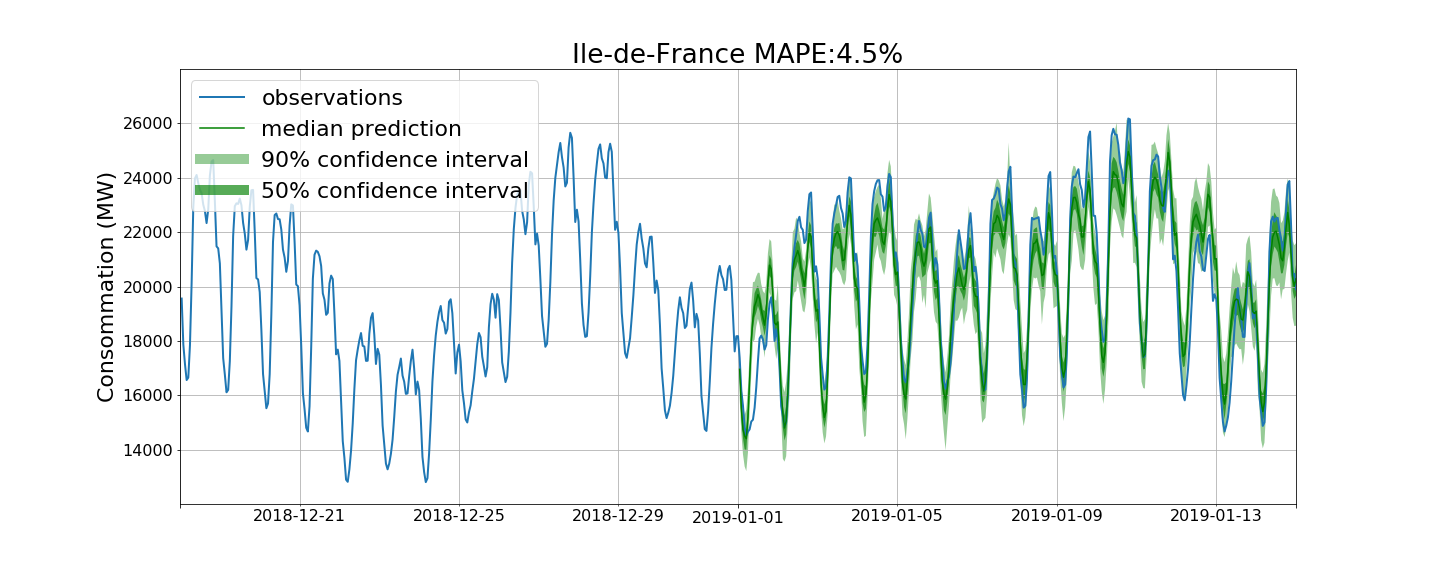 Ile-de-France MAPE:4.5%
observations
median prediction
90% confidence interval
50% confidence interval
Consommation (MW)
26000
24000
22000
20000
18000
16000
14000
2018-12-21 2018-12-25 2018-12-29 2019-01-01 2019-01-05 2019-01-09 2019-01-13